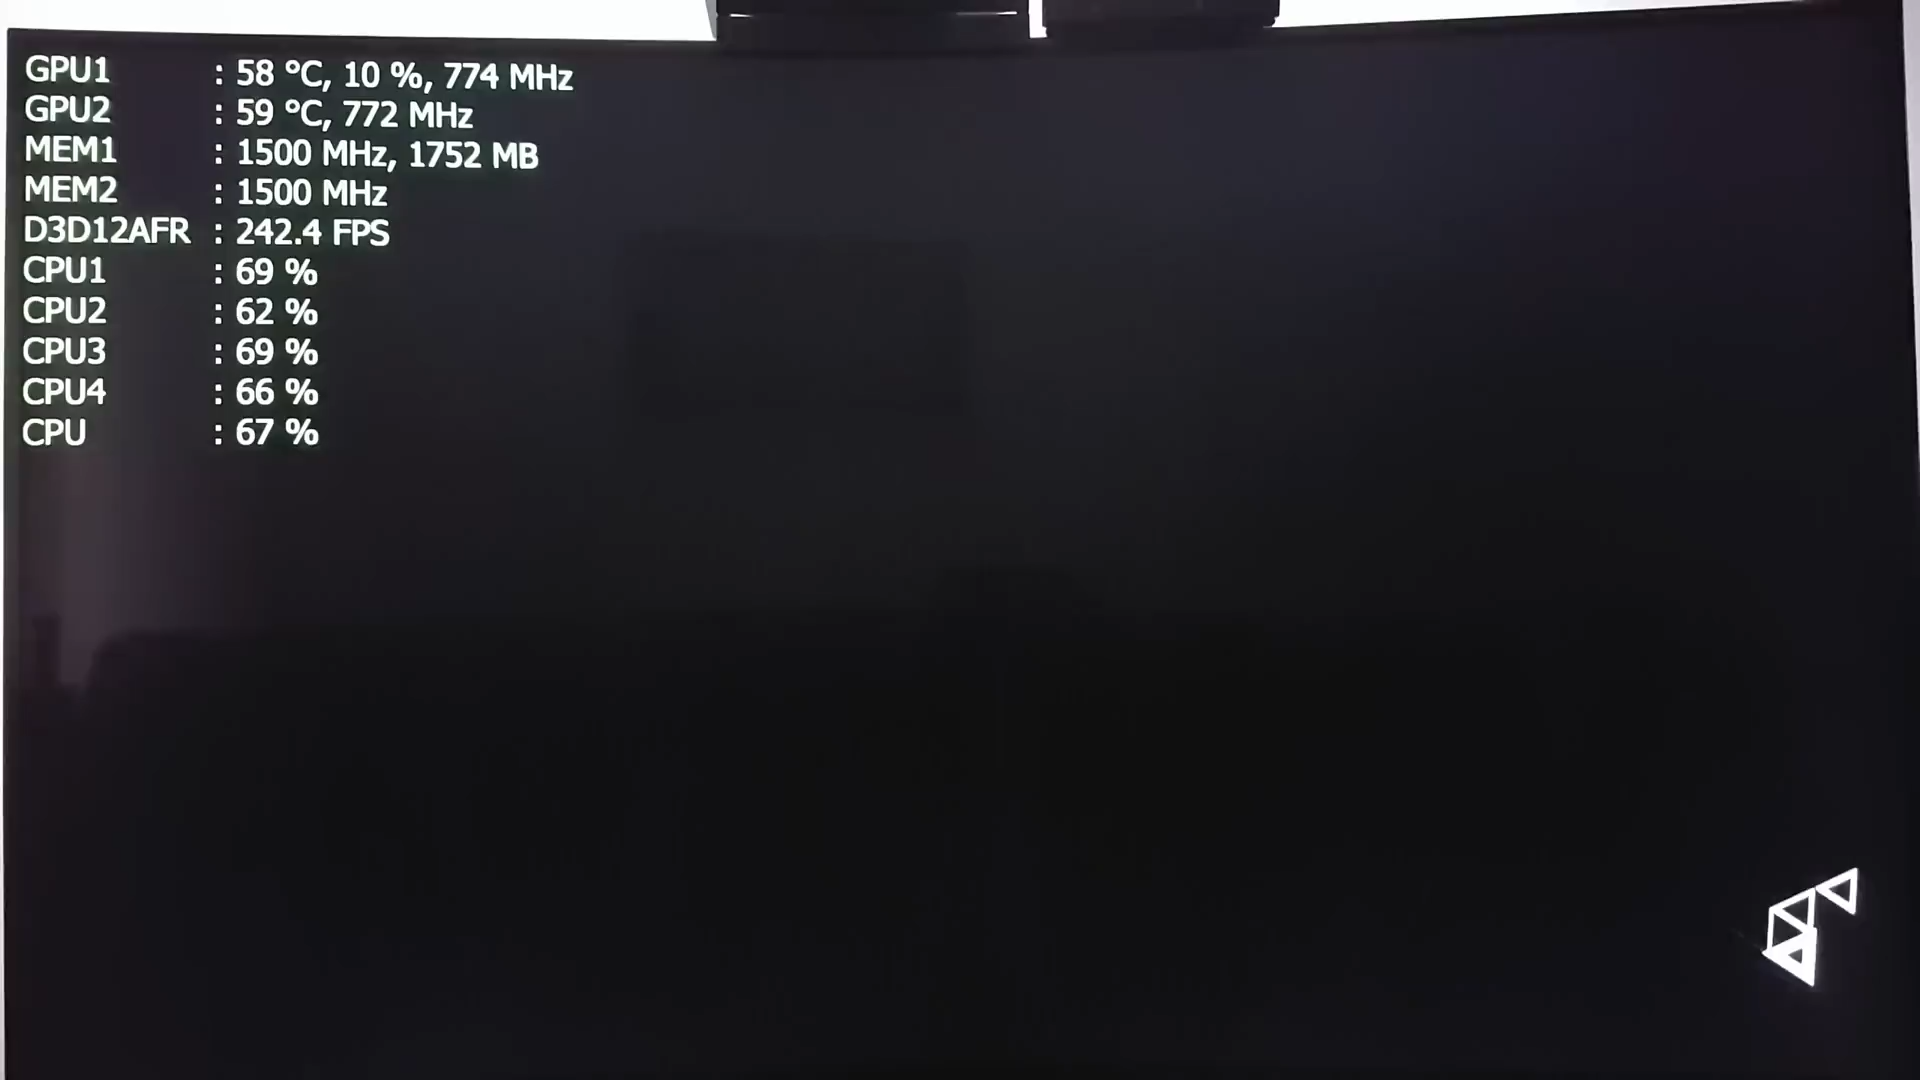 GPU1 : 58 °C, 10 %, 774 MHz
GPU2 : 59 °C, 772 MHz
MEM1 : 1500 MHz, 1752 MB
MEM2 : 1500 MHz
D3D12AFR : 242.4 FPS
CPU1 : 69 %
CPU2 : 62 %
CPU3 : 69 %
CPU4 : 66 %
CPU : 67 %